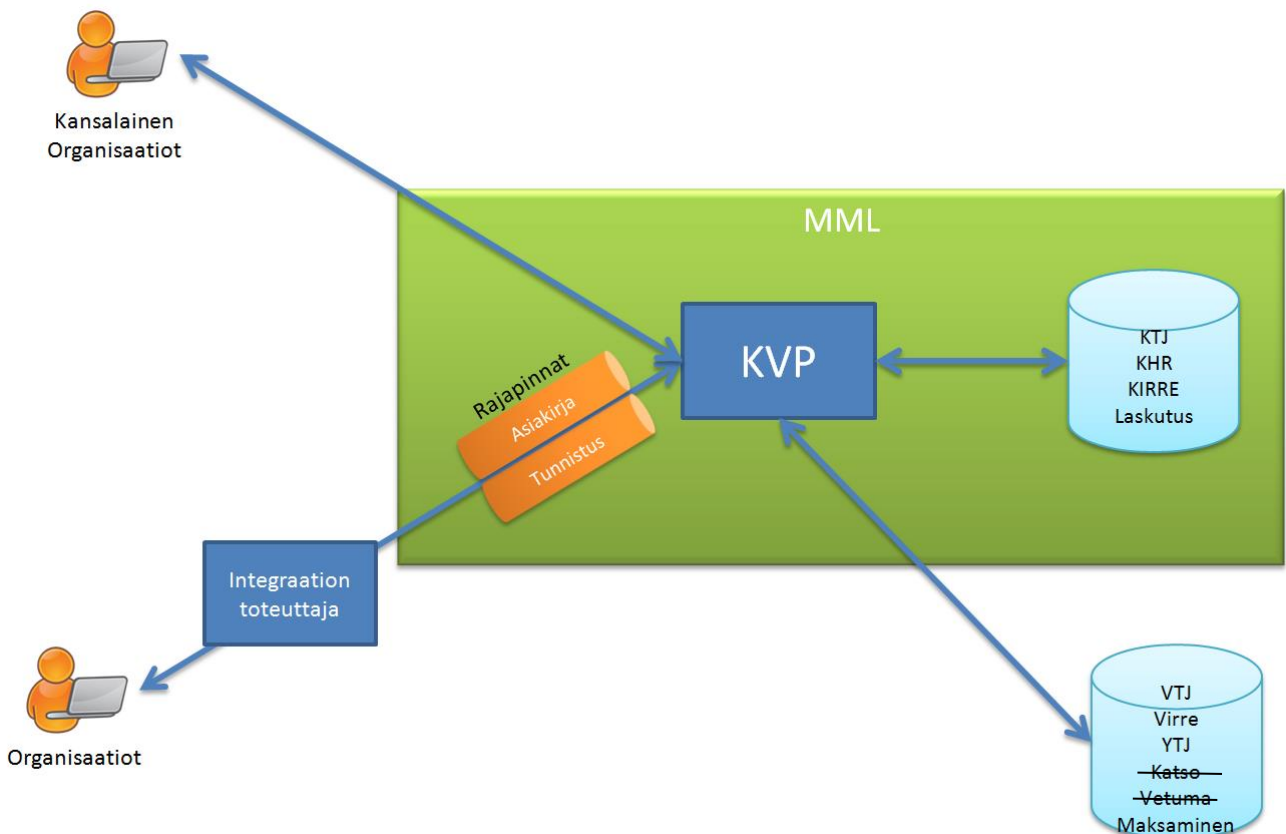 Kansalainen
Organisaatiot
MML
KVP
KTJ
KHR
KIRRE
Laskutus
Rajapinnat
Asiakirja
Tunnistus
Integraation
toteuttaja
Organisaatiot
VTJ
Virre
YTJ
Katso
Vetuma
Maksaminen